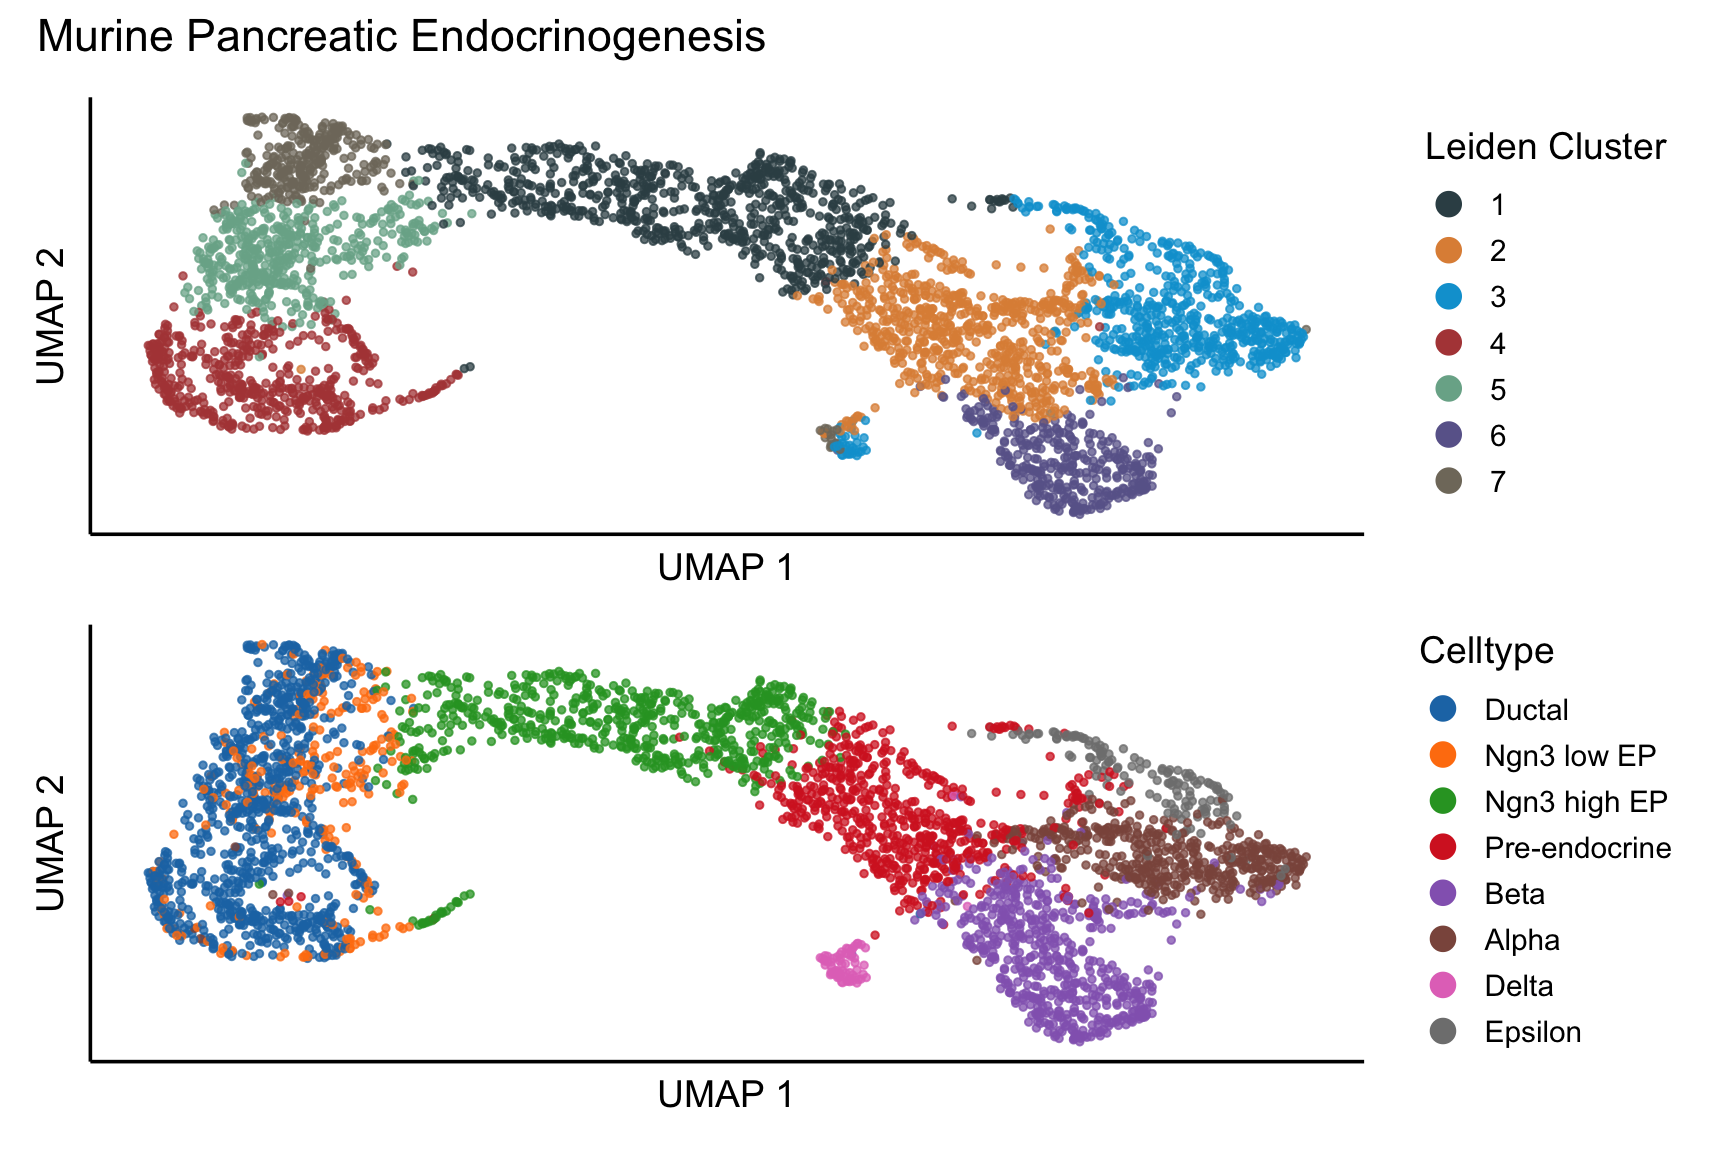 Murine Pancreatic Endocrinogenesis
UMAP 2
UMAP 1
Leiden Cluster
1
2
3
4
5
6
7
UMAP 2
UMAP 1
Celltype
Ductal
Ngn3 low EP
Ngn3 high EP
Pre-endocrine
Beta
Alpha
Delta
Epsilon